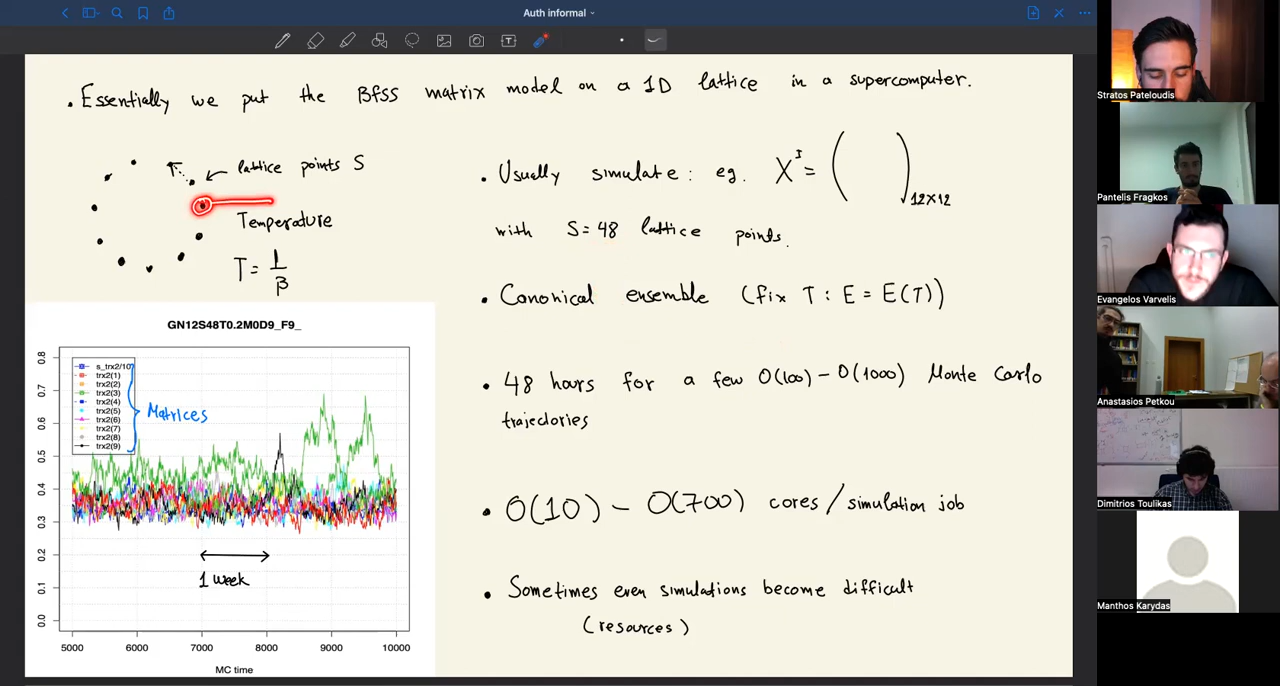 Auth informal
• Essentially we put the BFSS matrix model on a 1D lattice in a supercomputer.
lattice points S
Temperature
T = 1/β
• Usually simulate: eg. X^I = ( )12×12
with S=48 lattice points.
• Canonical ensemble (fix T : E = E(T))
• 48 hours for a few O(100) – O(1000) Monte Carlo
trajectories
• O(10) – O(700) cores/simulation job
• Sometimes even simulations become difficult
(resources)
GN12S48T0.2M0D9_F9_
s_trx2/10
trx2(1)
trx2(2)
trx2(3)
trx2(4)
trx2(5)
trx2(6)
trx2(7)
trx2(8)
trx2(9)
Matrices
1 week
0.8
0.7
0.6
0.5
0.4
0.3
0.2
0.1
0.0
5000 6000 7000 8000 9000 10000
MC time
Stratos Pateloudis
Pantelis Fragkos
Evangelos Varvelis
Anastasios Petkou
Dimitrios Toulikas
Manthos Karydas